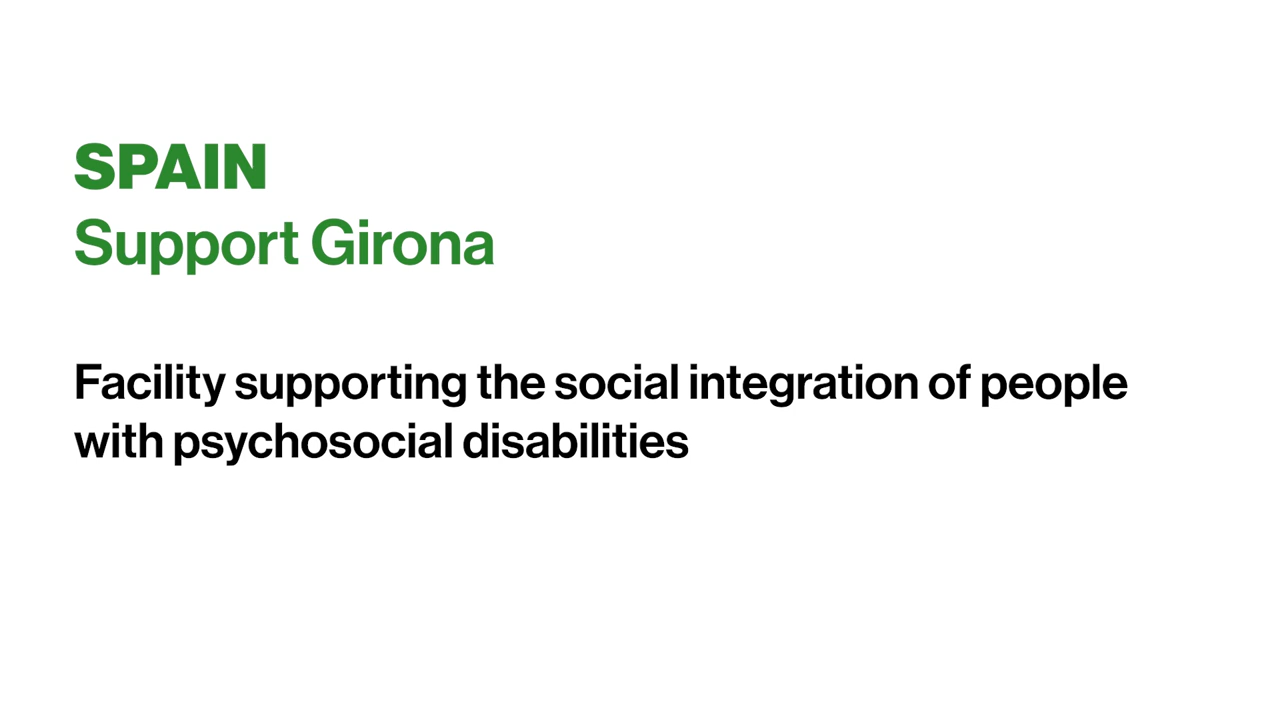 SPAIN
Support Girona
Facility supporting the social integration of people
with psychosocial disabilities